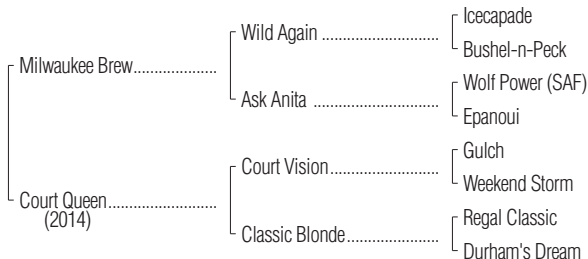 Icecapade
Wild Again
Bushel-n-Peck
Milwaukee Brew
Wolf Power (SAF)
Ask Anita
Epanoui
Gulch
Court Vision
Weekend Storm
Court Queen
(2014)
Regal Classic
Classic Blonde
Durham's Dream